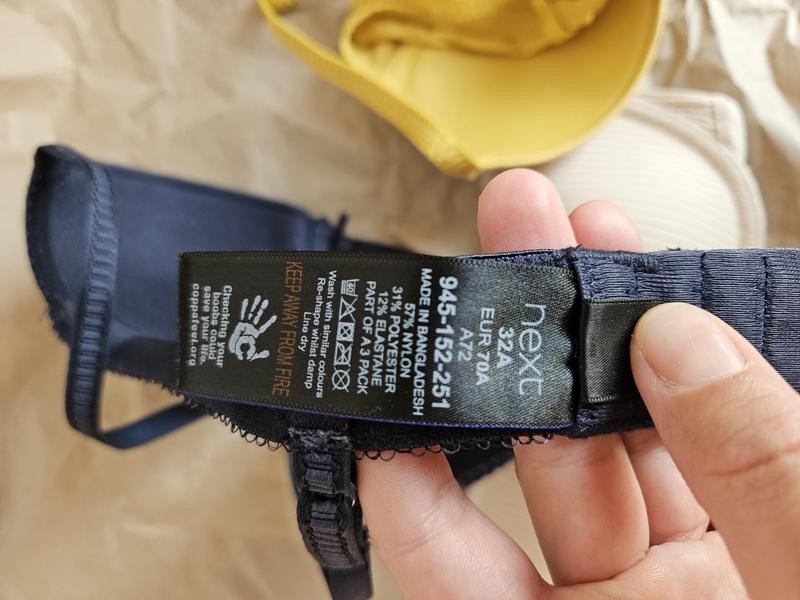 next
32A
EUR 70A
A72
945-152-251
MADE IN BANGLADESH
57% NYLON
31% POLYESTER
12% ELASTANE
PART OF A 3 PACK
Wash with similar colours
Re-shape whilst damp
Line dry
KEEP AWAY FROM FIRE
Checking your
boobs could
save your life.
coppafeel.org